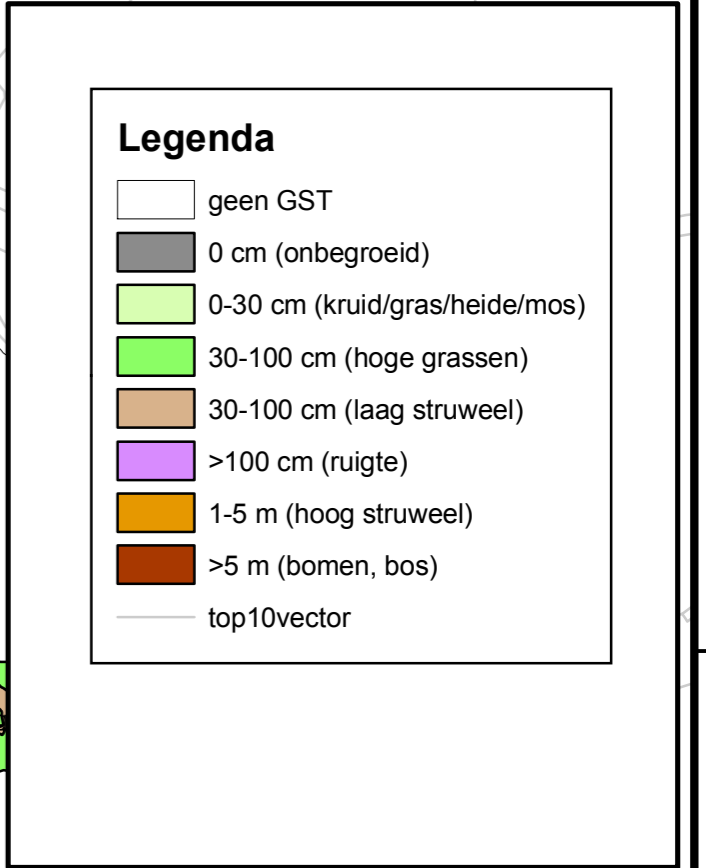 Legenda
geen GST
0 cm (onbegroeid)
0-30 cm (kruid/gras/heide/mos)
30-100 cm (hoge grassen)
30-100 cm (laag struweel)
>100 cm (ruigte)
1-5 m (hoog struweel)
>5 m (bomen, bos)
top10vector